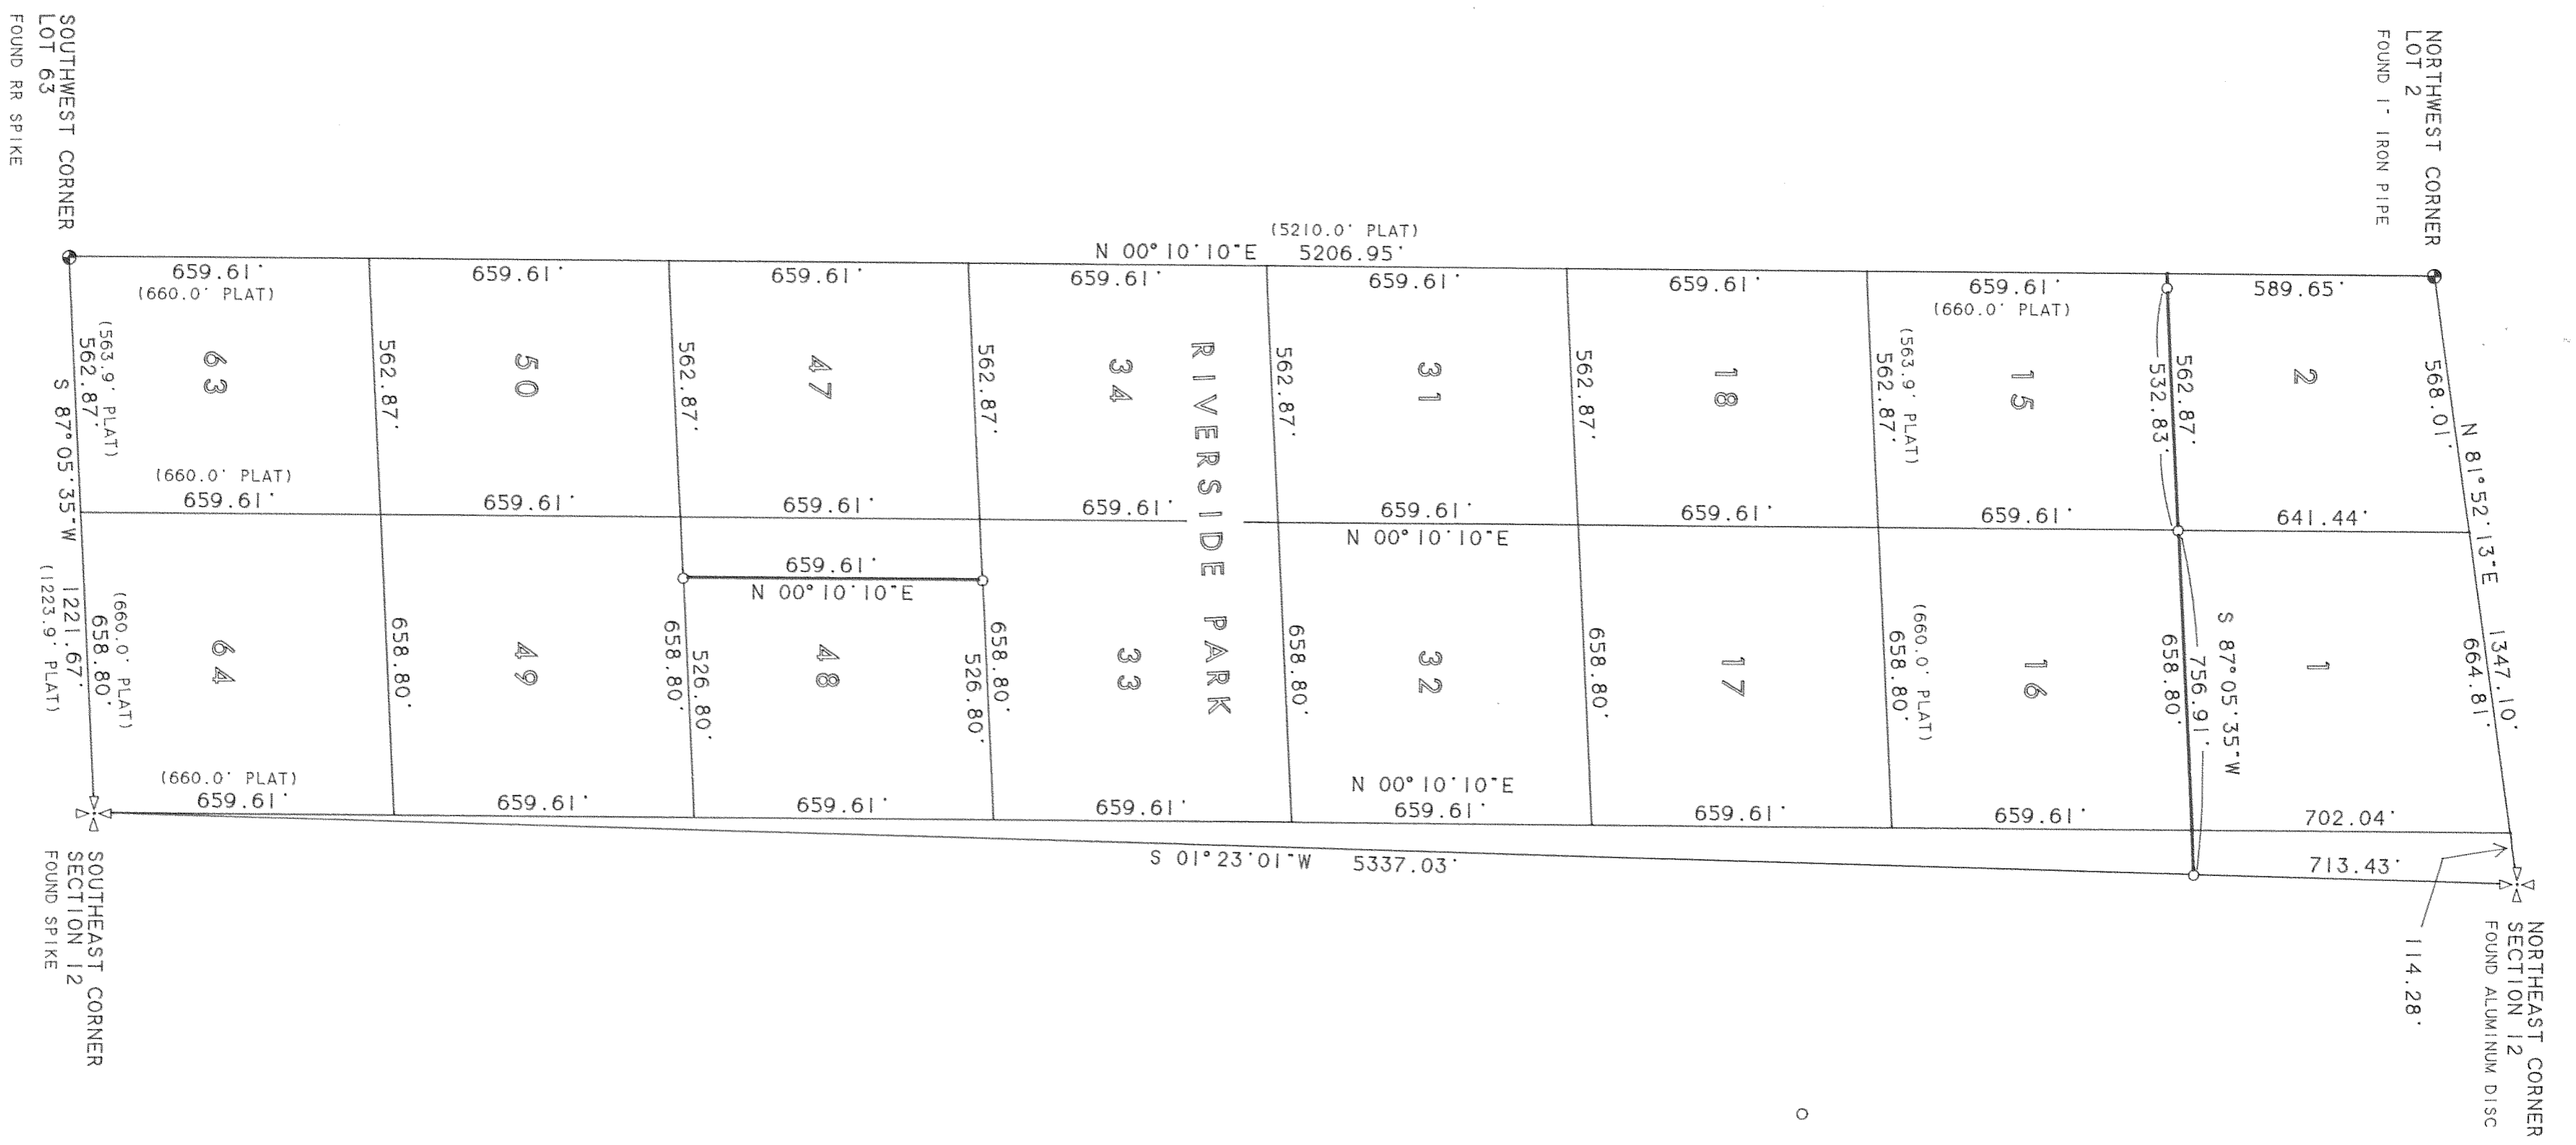 SOUTHWEST CORNER
LOT 63
FOUND RR SPIKE
NORTHWEST CORNER
LOT 2
FOUND 1" IRON PIPE
(5210.0' PLAT)
N 00°10'10"E 5206.95'
659.61'
(660.0' PLAT)
659.61'
659.61'
659.61'
659.61'
659.61'
659.61'
(660.0' PLAT)
589.65'
(563.9' PLAT)
562.87'
S 87°05'35"W 1221.67'
(1223.9' PLAT)
63
562.87'
50
562.87'
47
562.87'
34
RIVERSIDE PARK
562.87'
31
562.87'
18
(563.9' PLAT)
562.87'
15
532.83'
562.87'
2
568.01'
N 81°52'13"E 1347.10'
(660.0' PLAT)
659.61'
659.61'
659.61'
659.61'
659.61'
N 00°10'10"E
659.61'
659.61'
641.44'
659.61'
N 00°10'10"E
(660.0' PLAT)
658.80'
64
658.80'
49
658.80'
526.80'
48
658.80'
526.80'
33
658.80'
32
658.80'
17
(660.0' PLAT)
658.80'
16
658.80'
756.91'
S 87°05'35"W
1
664.81'
(660.0' PLAT)
659.61'
659.61'
659.61'
659.61'
N 00°10'10"E
659.61'
659.61'
659.61'
702.04'
S 01°23'01"W 5337.03'
713.43'
114.28'
SOUTHEAST CORNER
SECTION 12
FOUND SPIKE
NORTHEAST CORNER
SECTION 12
FOUND ALUMINUM DISC